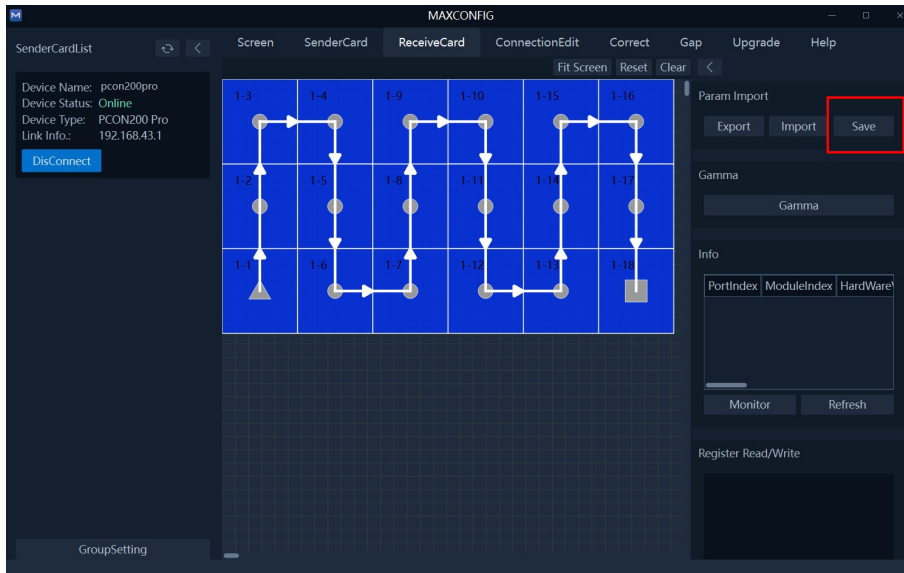 MAXCONFIG
SenderCardList
Screen SenderCard ReceiveCard ConnectionEdit Correct Gap Upgrade Help
Fit Screen Reset Clear
Device Name: pcon200pro
Device Status: Online
Device Type: PCON200 Pro
Link Info.: 192.168.43.1
DisConnect
1-3 1-4 1-9 1-10 1-15 1-16
1-2 1-5 1-8 1-11 1-14 1-17
1-1 1-6 1-7 1-12 1-13 1-18
Param Import
Export Import Save
Gamma
Gamma
Info
PortIndex ModuleIndex HardWare
Monitor Refresh
Register Read/Write
GroupSetting